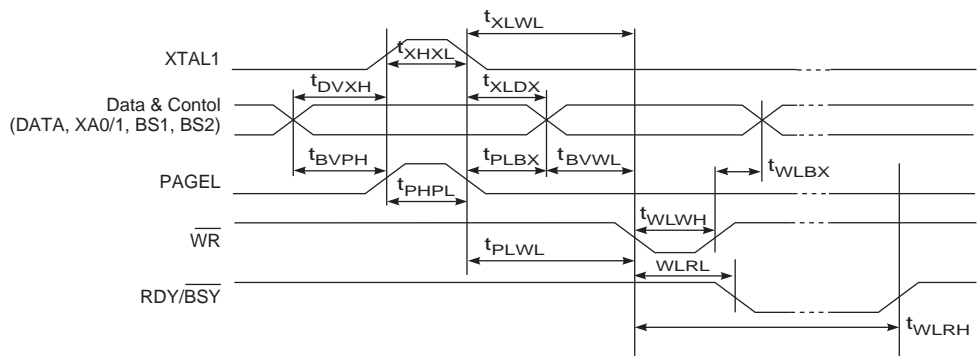 tXLWL
XTAL1
tXHXL
tDVXH
tXLDX
Data & Contol
(DATA, XA0/1, BS1, BS2)
tBVPH
tPLBX
tBVWL
tWLBX
PAGEL
tPHPL
WR
tWLWH
tPLWL
WLRL
RDY/BSY
tWLRH